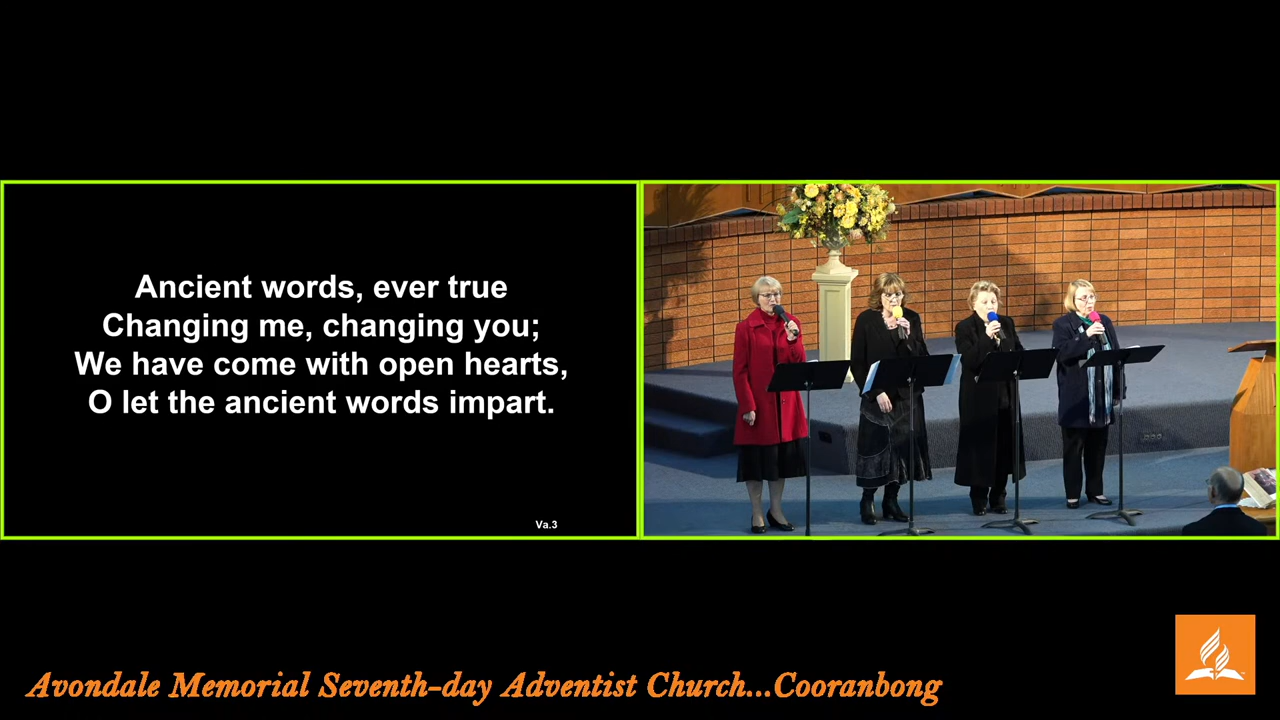 Ancient words, ever true
Changing me, changing you;
We have come with open hearts,
O let the ancient words impart.
Va.3
Avondale Memorial Seventh-day Adventist Church...Cooranbong